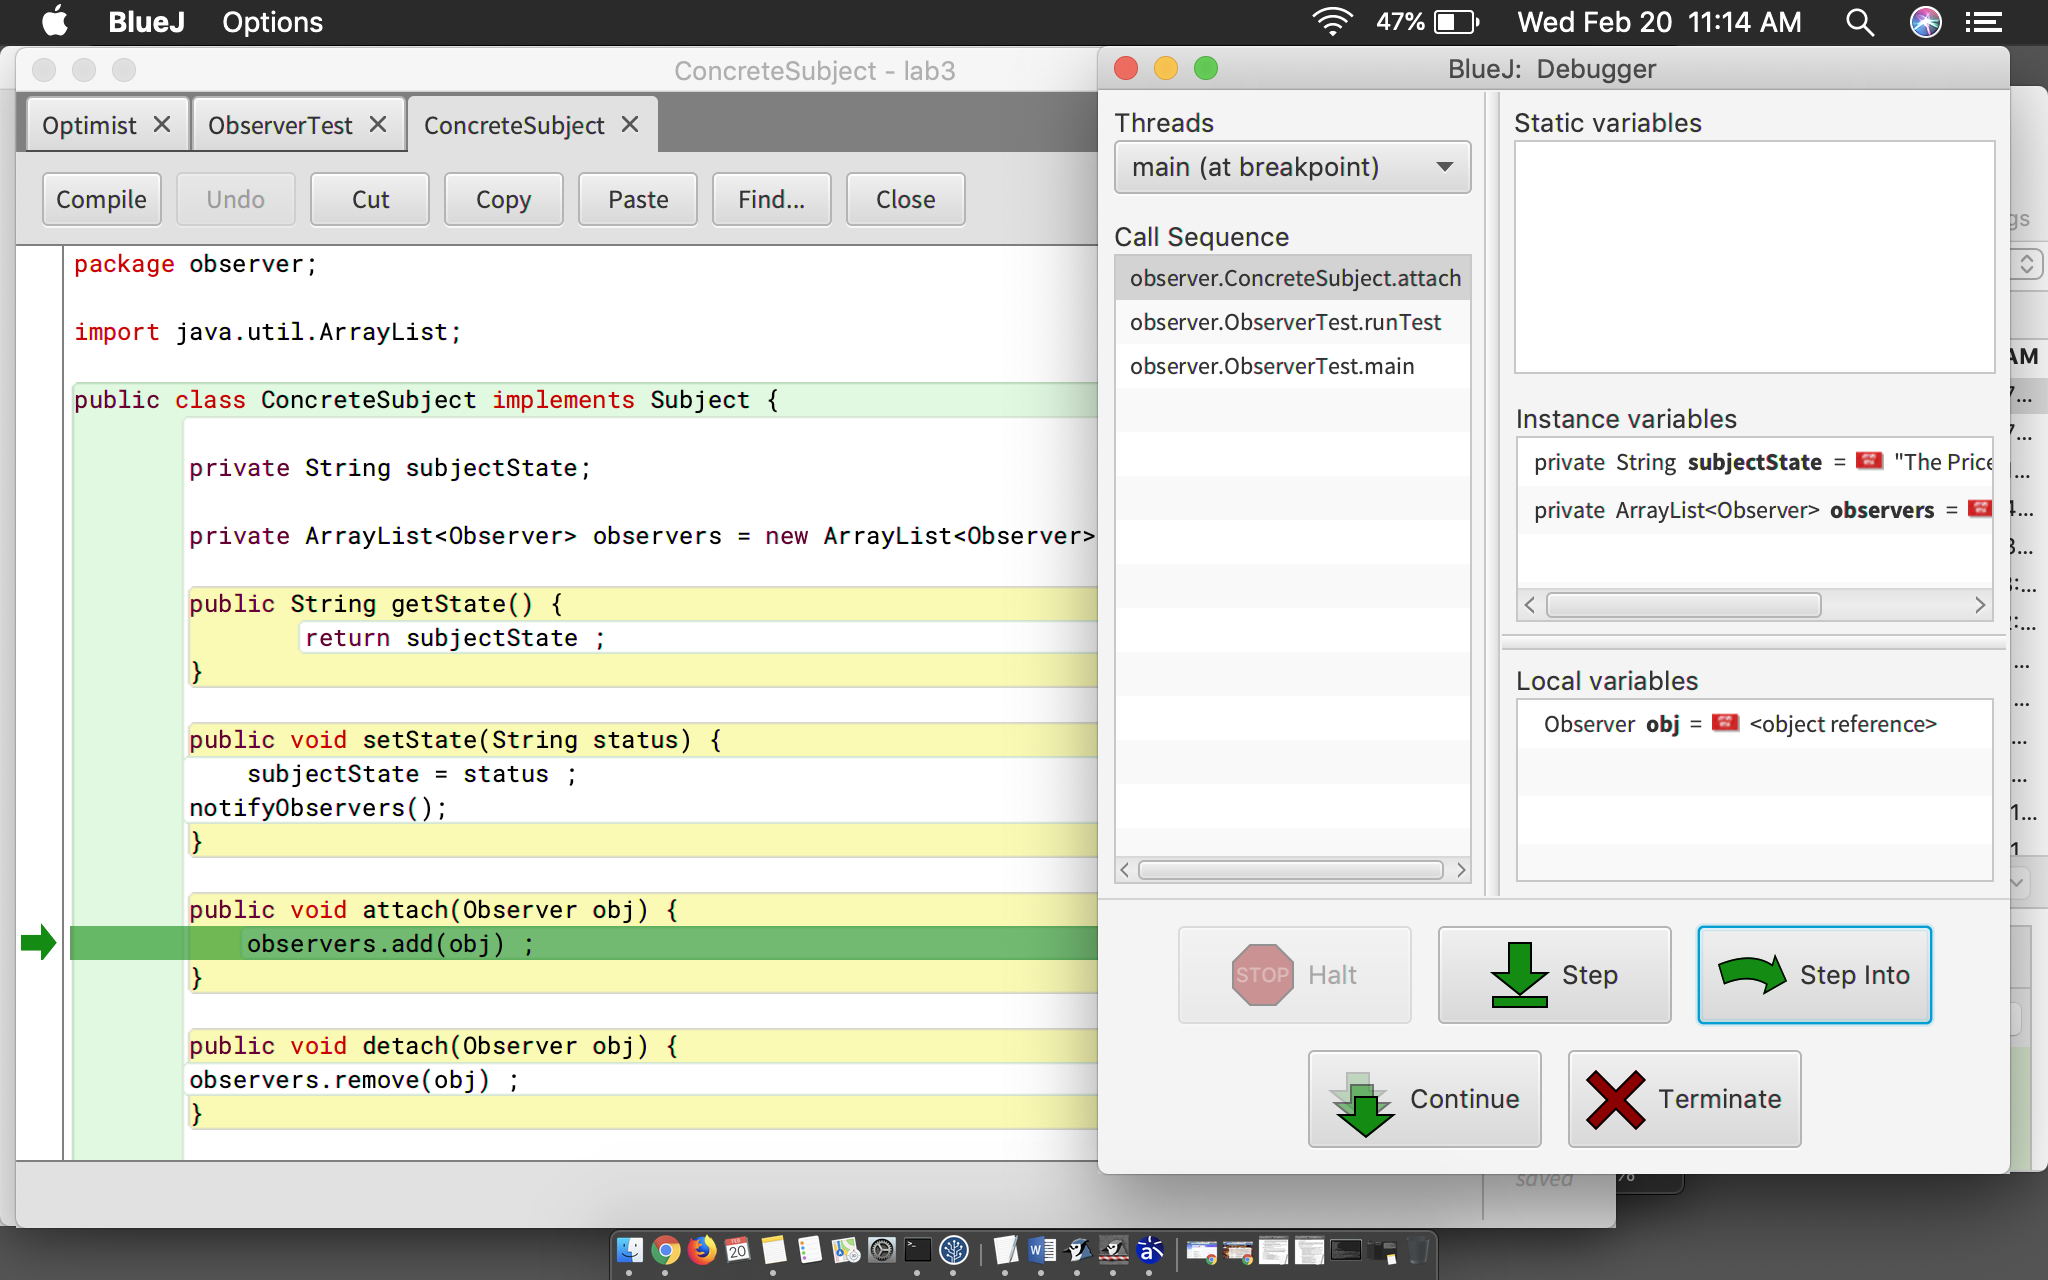 BlueJ Options 47% Wed Feb 20 11:14 AM
ConcreteSubject - lab3
Optimist ObserverTest ConcreteSubject
Compile Undo Cut Copy Paste Find... Close
package observer;
import java.util.ArrayList;
public class ConcreteSubject implements Subject {
private String subjectState;
private ArrayList<Observer> observers = new ArrayList<Observer>
public String getState() {
return subjectState ;
}
public void setState(String status) {
subjectState = status ;
notifyObservers();
}
public void attach(Observer obj) {
observers.add(obj) ;
}
public void detach(Observer obj) {
observers.remove(obj) ;
}
BlueJ: Debugger
Threads
main (at breakpoint)
Call Sequence
observer.ConcreteSubject.attach
observer.ObserverTest.runTest
observer.ObserverTest.main
Static variables
Instance variables
private String subjectState = "The Price
private ArrayList<Observer> observers =
Local variables
Observer obj = <object reference>
STOP Halt
Step
Step Into
Continue
Terminate
gs
AM
7...
7...
saved
%
FEB
20